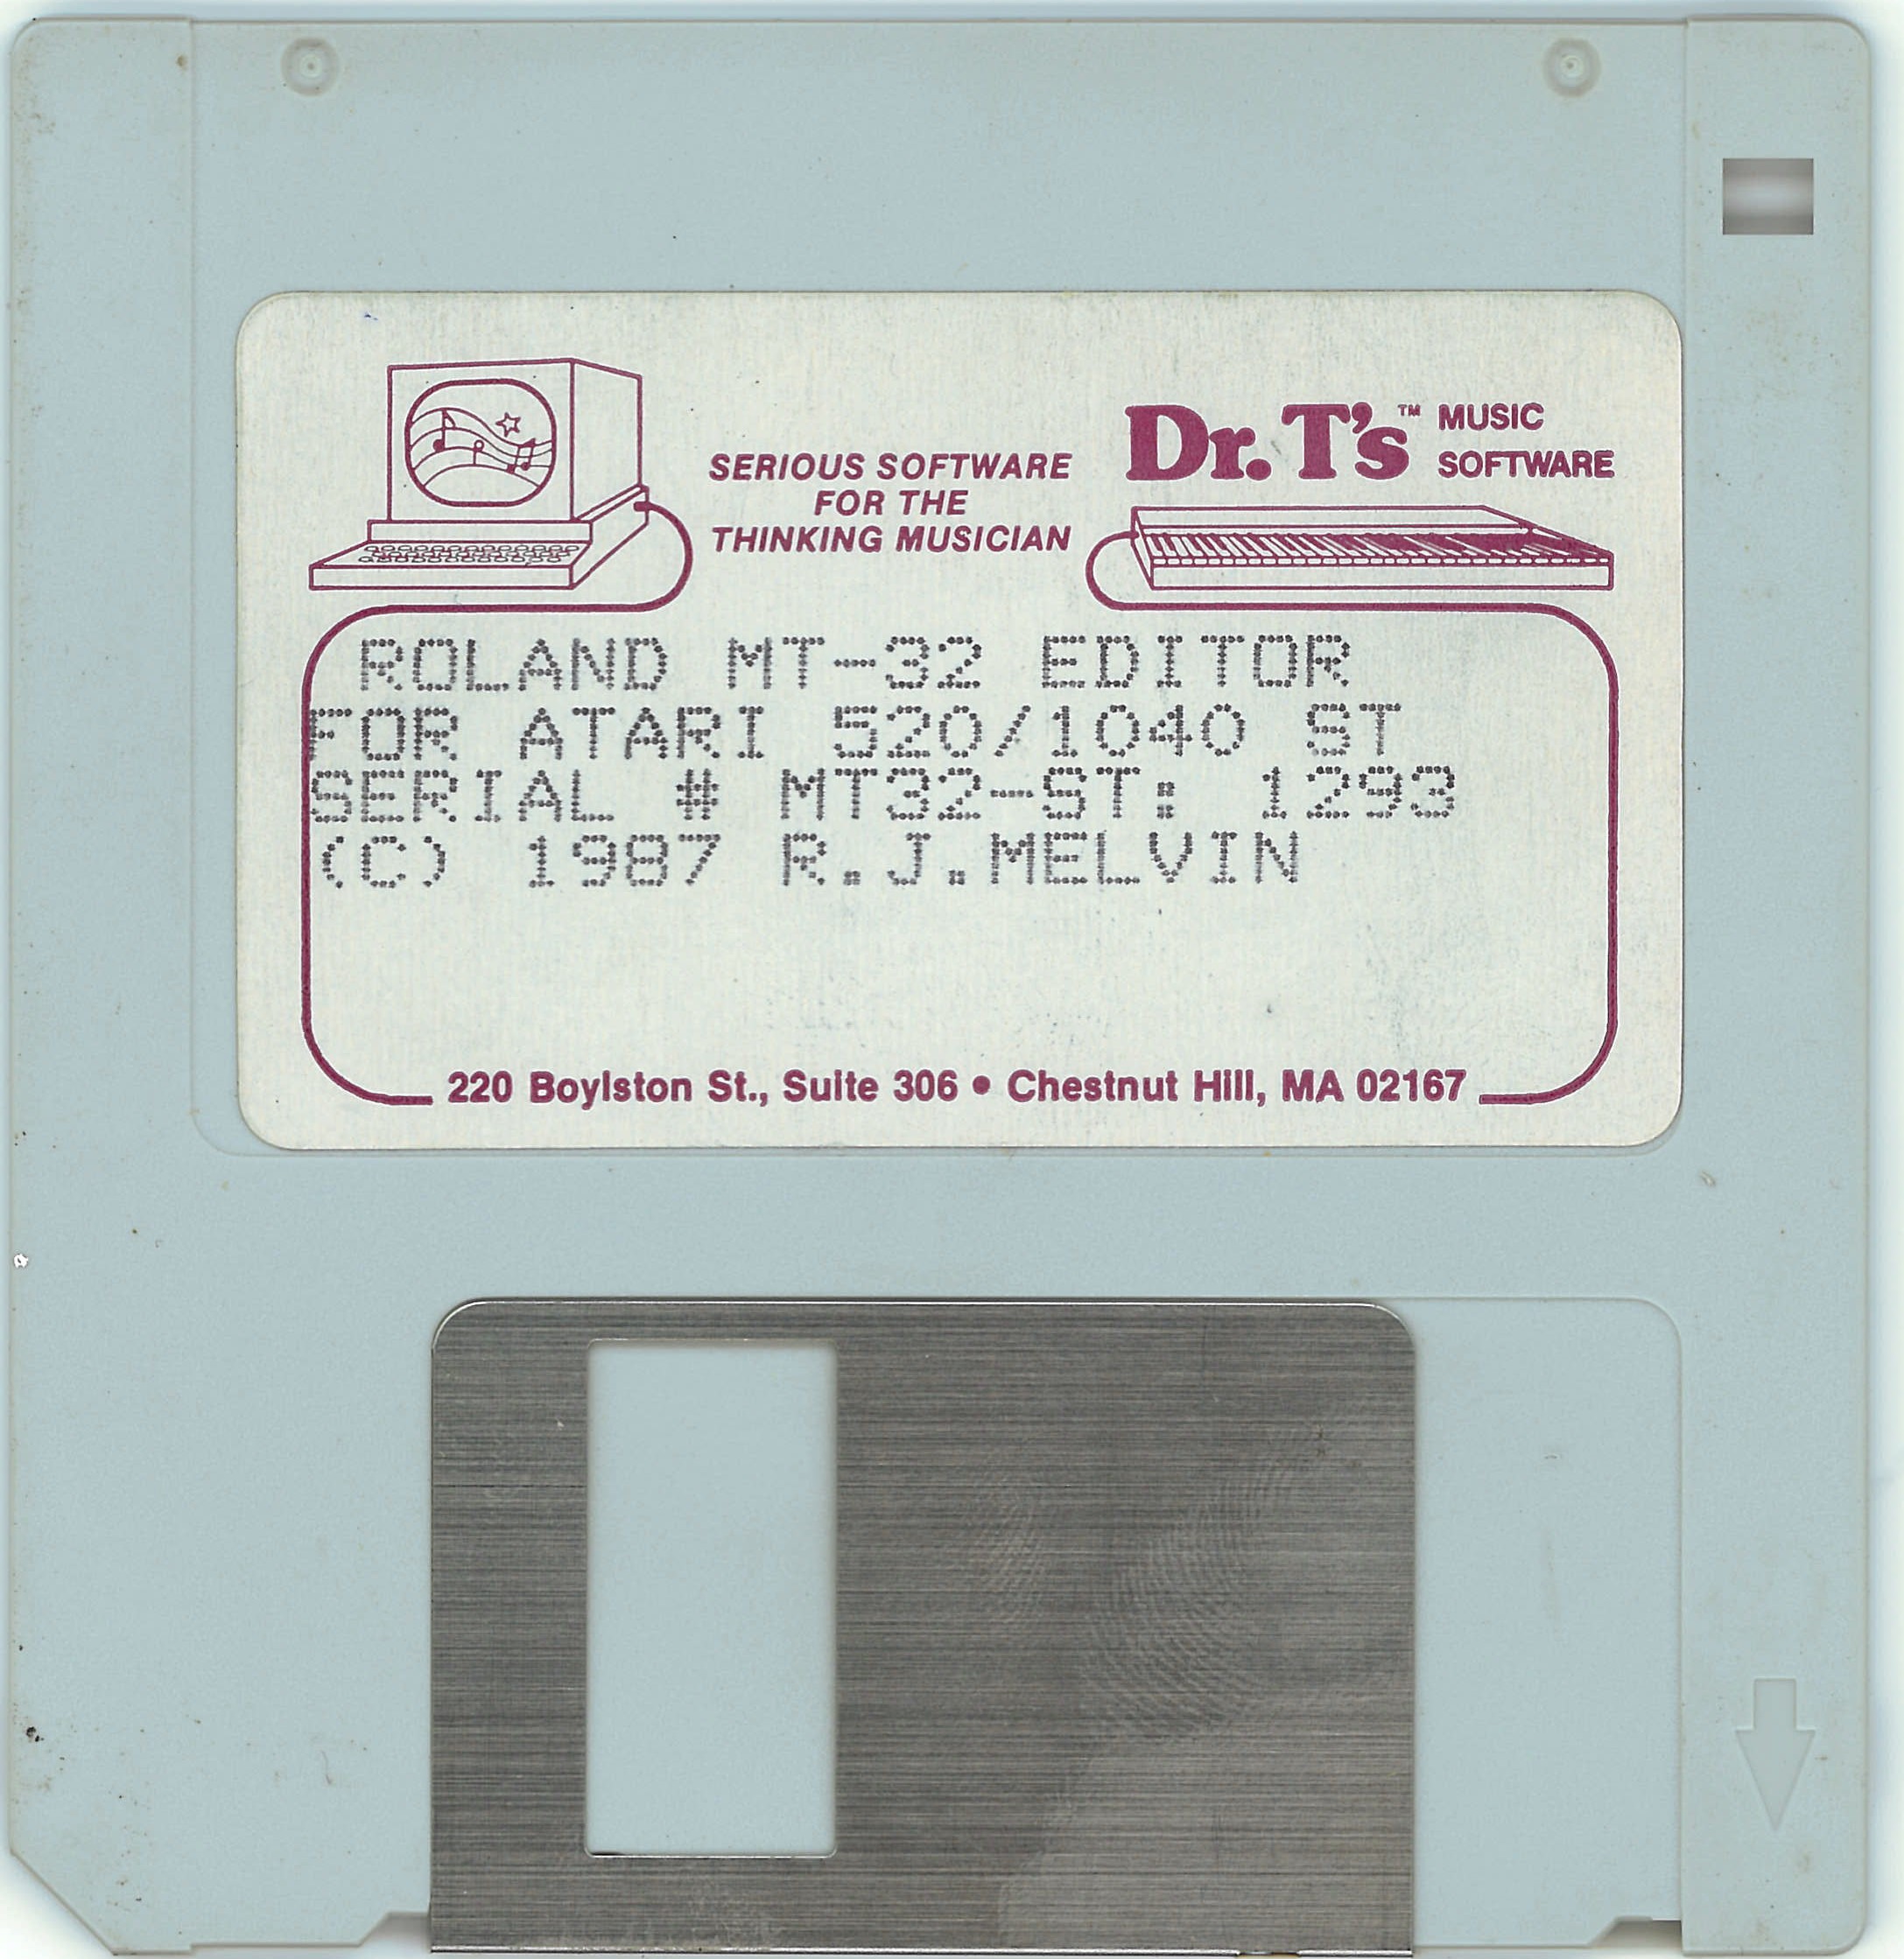 SERIOUS SOFTWARE
FOR THE
THINKING MUSICIAN
Dr. T's™ MUSIC
SOFTWARE
ROLAND MT-32 EDITOR
FOR ATARI 520/1040 ST
SERIAL # MT32-ST: 1293
(C) 1987 R.J.MELVIN
220 Boylston St., Suite 306 • Chestnut Hill, MA 02167